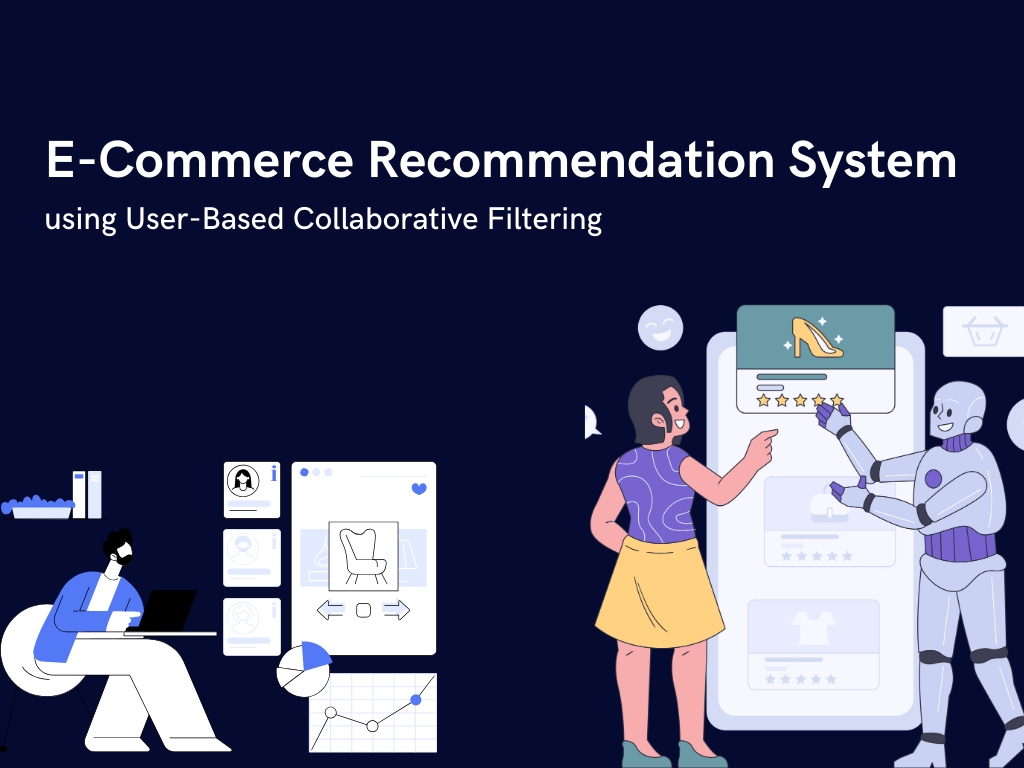 E-Commerce Recommendation System
using User-Based Collaborative Filtering
i